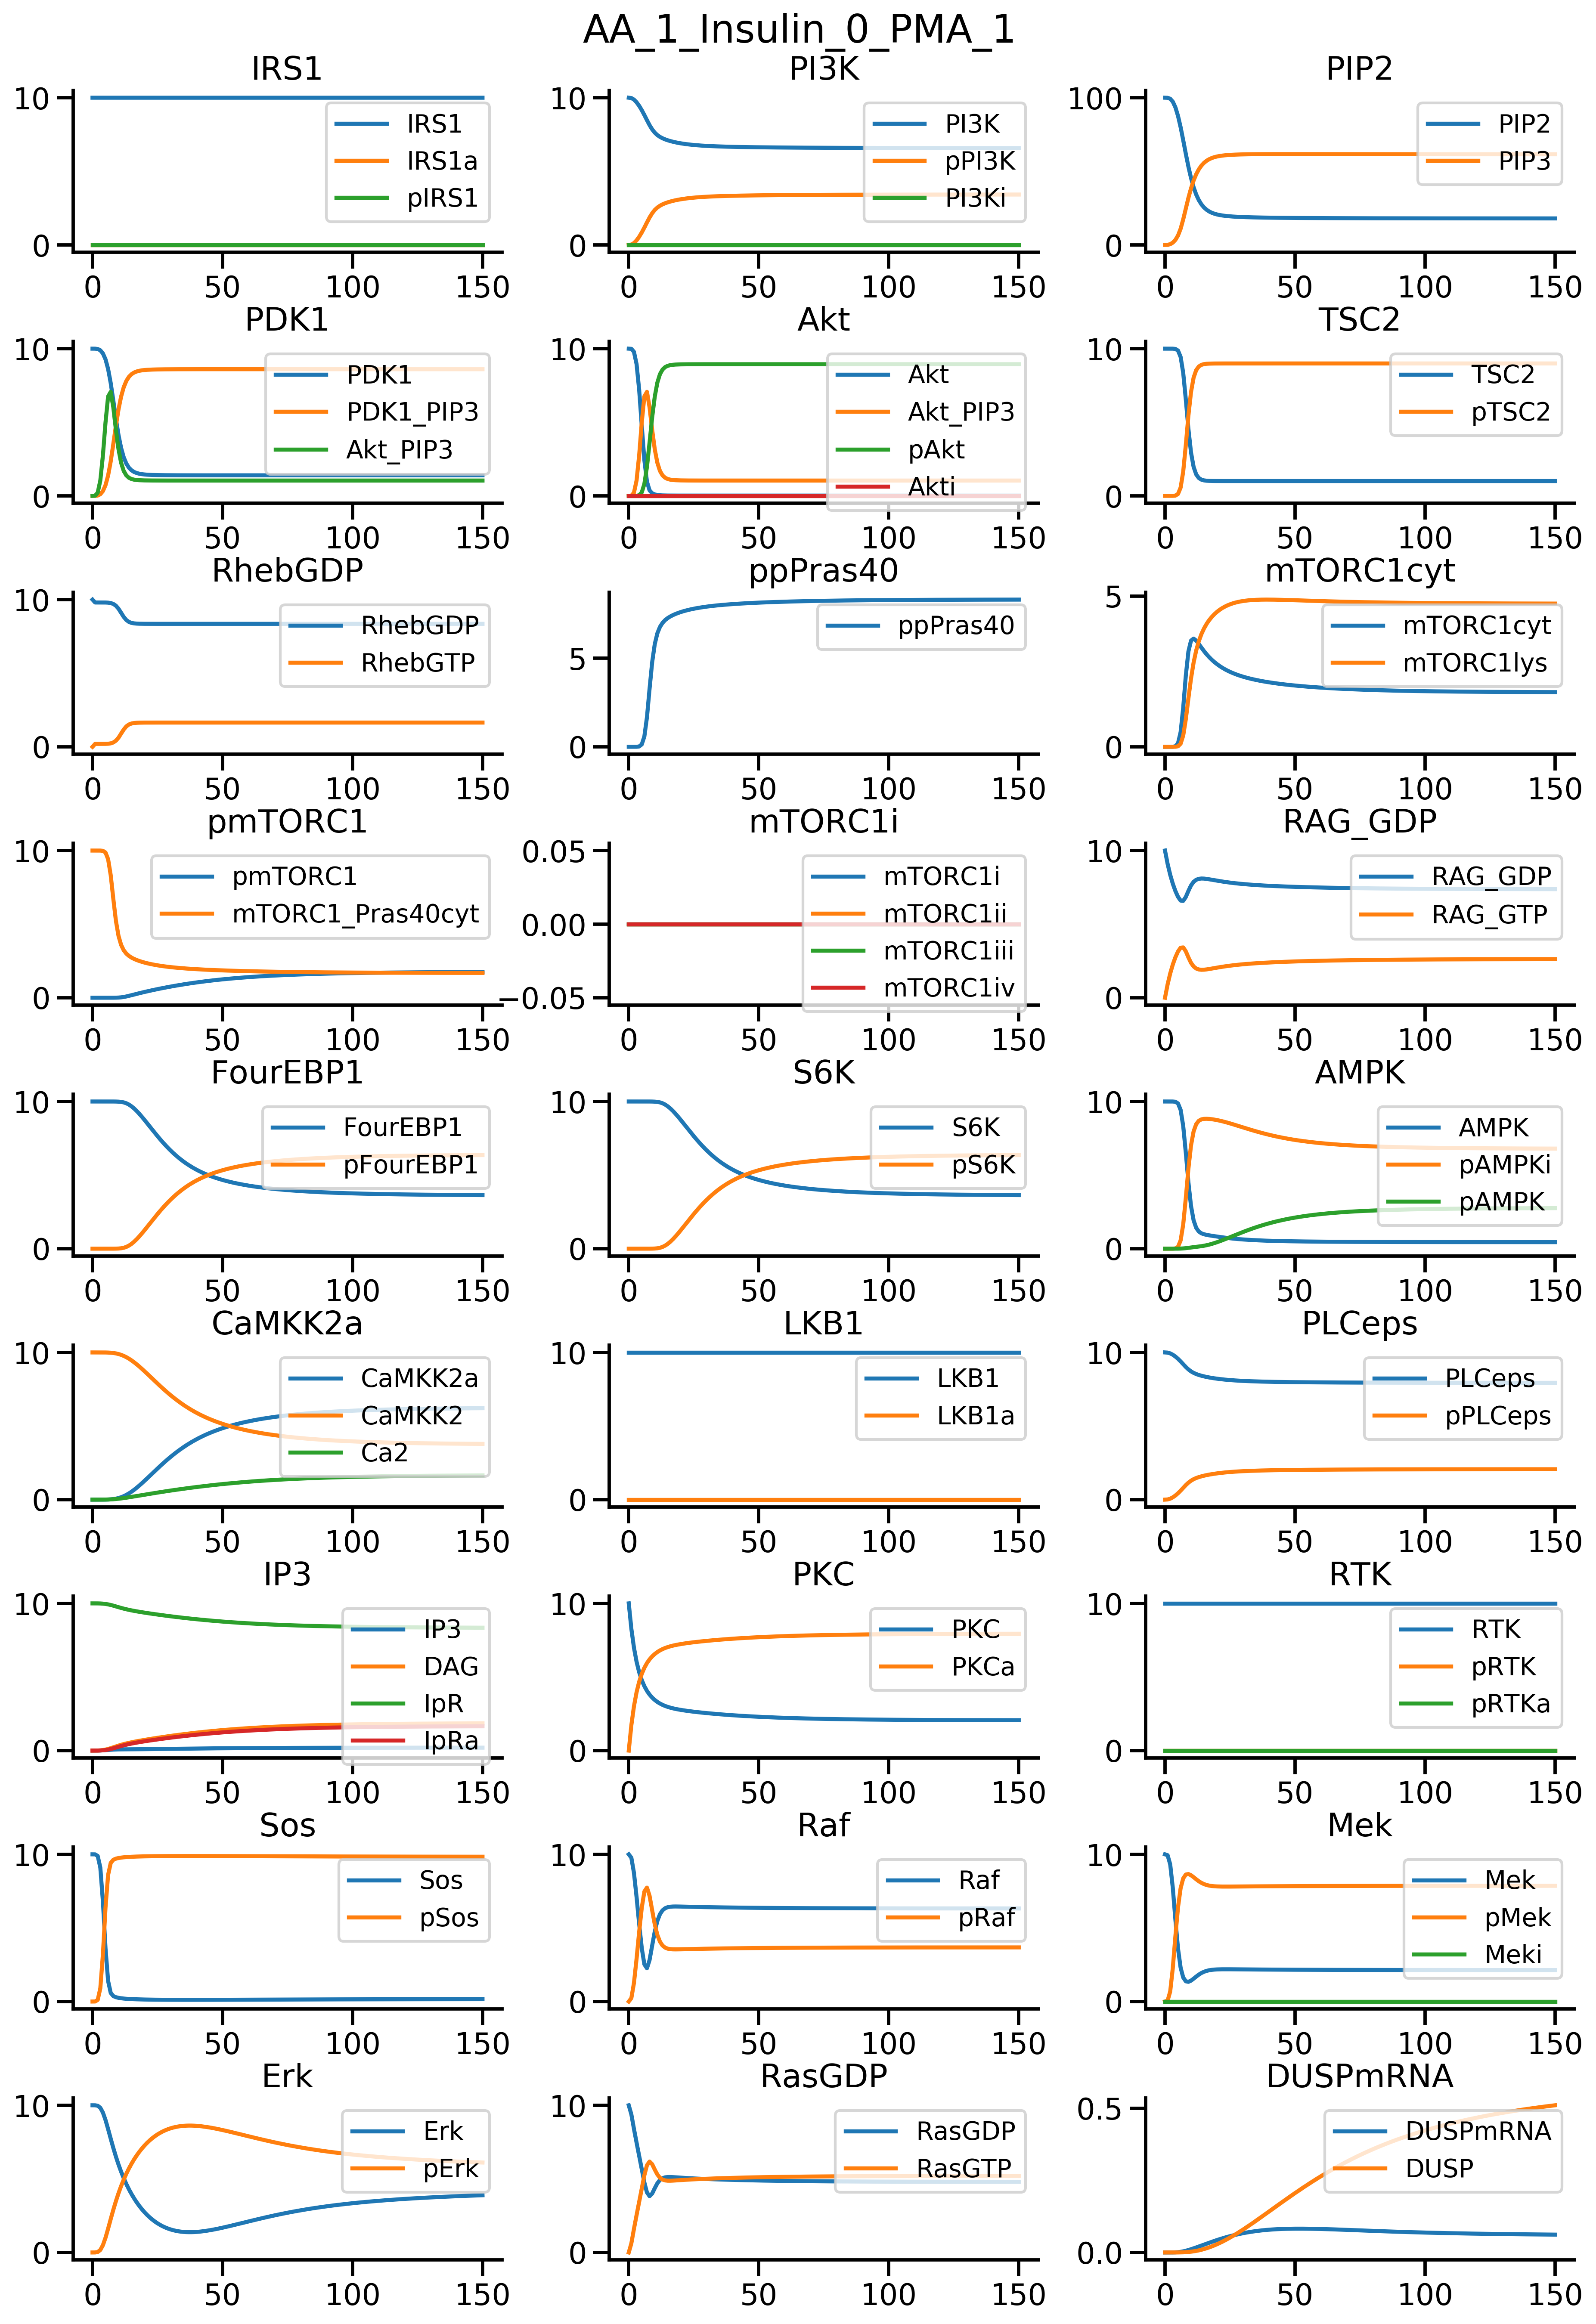 AA_1_Insulin_0_PMA_1
IRS1
10
0
0 50 100 150
IRS1
IRS1a
pIRS1
PI3K
10
0
0 50 100 150
PI3K
pPI3K
PI3Ki
PIP2
100
0
0 50 100 150
PIP2
PIP3
PDK1
10
0
0 50 100 150
PDK1
PDK1_PIP3
Akt_PIP3
Akt
10
0
0 50 100 150
Akt
Akt_PIP3
pAkt
Akti
TSC2
10
0
0 50 100 150
TSC2
pTSC2
RhebGDP
10
0
0 50 100 150
RhebGDP
RhebGTP
ppPras40
5
0
0 50 100 150
ppPras40
mTORC1cyt
5
0
0 50 100 150
mTORC1cyt
mTORC1lys
pmTORC1
10
0
0 50 100 150
pmTORC1
mTORC1_Pras40cyt
mTORC1i
0.05
0.00
−0.05
0 50 100 150
mTORC1i
mTORC1ii
mTORC1iii
mTORC1iv
RAG_GDP
10
0
0 50 100 150
RAG_GDP
RAG_GTP
FourEBP1
10
0
0 50 100 150
FourEBP1
pFourEBP1
S6K
10
0
0 50 100 150
S6K
pS6K
AMPK
10
0
0 50 100 150
AMPK
pAMPKi
pAMPK
CaMKK2a
10
0
0 50 100 150
CaMKK2a
CaMKK2
Ca2
LKB1
10
0
0 50 100 150
LKB1
LKB1a
PLCeps
10
0
0 50 100 150
PLCeps
pPLCeps
IP3
10
0
0 50 100 150
IP3
DAG
IpR
IpRa
PKC
10
0
0 50 100 150
PKC
PKCa
RTK
10
0
0 50 100 150
RTK
pRTK
pRTKa
Sos
10
0
0 50 100 150
Sos
pSos
Raf
10
0
0 50 100 150
Raf
pRaf
Mek
10
0
0 50 100 150
Mek
pMek
Meki
Erk
10
0
0 50 100 150
Erk
pErk
RasGDP
10
0
0 50 100 150
RasGDP
RasGTP
DUSPmRNA
0.5
0.0
0 50 100 150
DUSPmRNA
DUSP